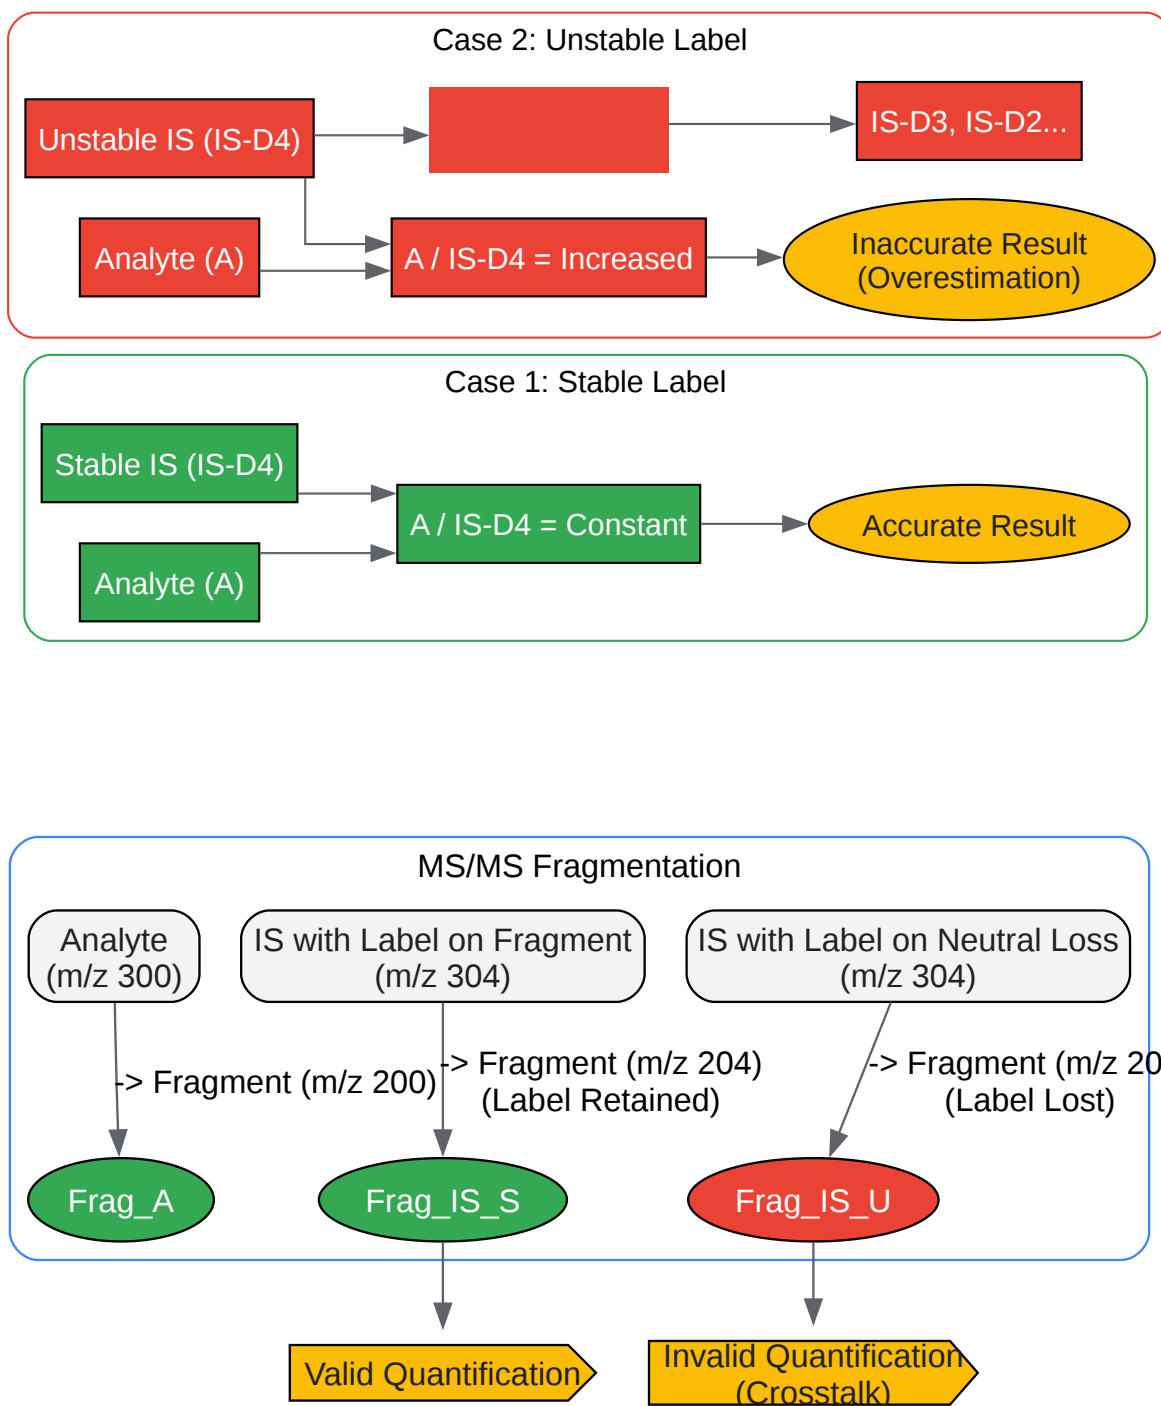 Case 2: Unstable Label
Unstable IS (IS-D4)
IS-D3, IS-D2...
Analyte (A)
A / IS-D4 = Increased
Inaccurate Result
(Overestimation)
Case 1: Stable Label
Stable IS (IS-D4)
Analyte (A)
A / IS-D4 = Constant
Accurate Result
MS/MS Fragmentation
Analyte
(m/z 300)
IS with Label on Fragment
(m/z 304)
IS with Label on Neutral Loss
(m/z 304)
-> Fragment (m/z 200)
-> Fragment (m/z 204)
(Label Retained)
-> Fragment (m/z 20
(Label Lost)
Frag_A
Frag_IS_S
Frag_IS_U
Valid Quantification
Invalid Quantification
(Crosstalk)